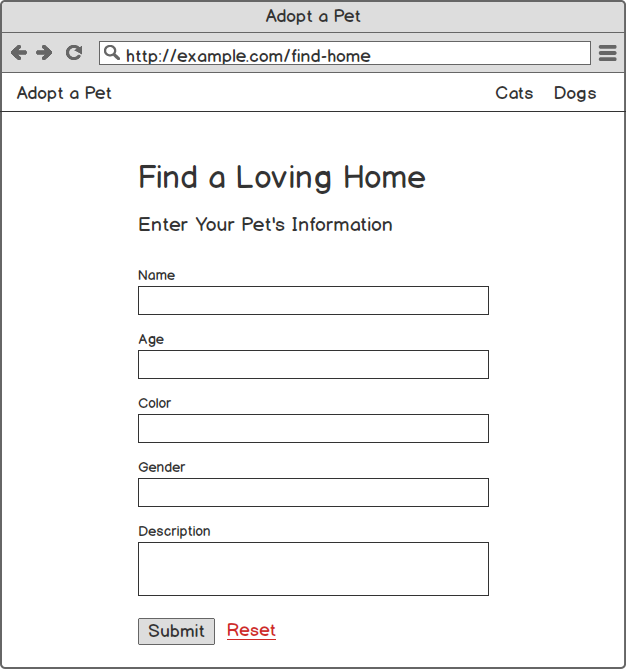 Adopt a Pet
http://example.com/find-home
Adopt a Pet Cats Dogs
Find a Loving Home
Enter Your Pet's Information
Name
Age
Color
Gender
Description
Submit Reset